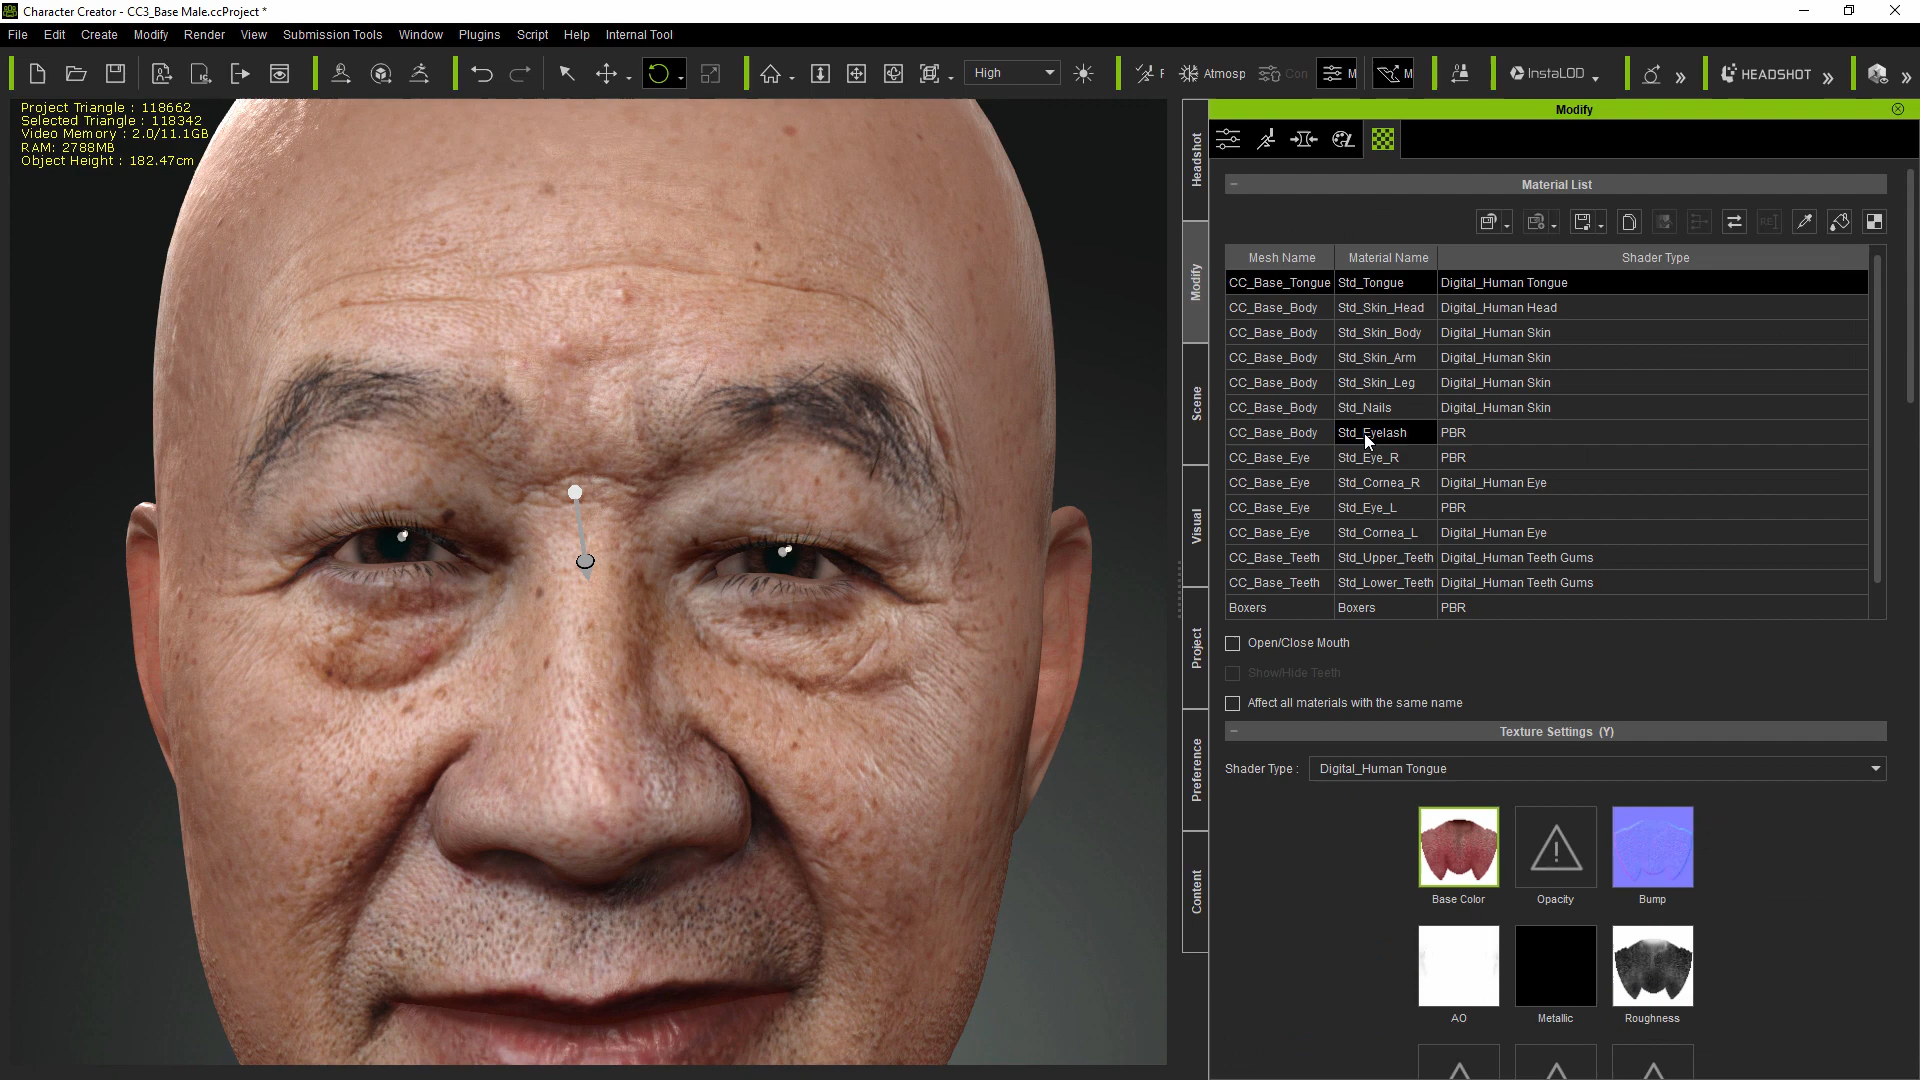 Character Creator - CC3_Base Male.ccProject *
File Edit Create Modify Render View Submission Tools Window Plugins Script Help Internal Tool
High F Atmosp Con M M InstaLOD HEADSHOT
Project Triangle : 118662
Selected Triangle : 118342
Video Memory : 2.0/11.1GB
RAM: 2788MB
Object Height : 182.47cm
Headshot
Modify
Scene
Visual
Project
Preference
Content
Modify
Material List
Mesh Name Material Name Shader Type
CC_Base_Tongue Std_Tongue Digital_Human Tongue
CC_Base_Body Std_Skin_Head Digital_Human Head
CC_Base_Body Std_Skin_Body Digital_Human Skin
CC_Base_Body Std_Skin_Arm Digital_Human Skin
CC_Base_Body Std_Skin_Leg Digital_Human Skin
CC_Base_Body Std_Nails Digital_Human Skin
CC_Base_Body Std_Eyelash PBR
CC_Base_Eye Std_Eye_R PBR
CC_Base_Eye Std_Cornea_R Digital_Human Eye
CC_Base_Eye Std_Eye_L PBR
CC_Base_Eye Std_Cornea_L Digital_Human Eye
CC_Base_Teeth Std_Upper_Teeth Digital_Human Teeth Gums
CC_Base_Teeth Std_Lower_Teeth Digital_Human Teeth Gums
Boxers Boxers PBR
Open/Close Mouth
Show/Hide Teeth
Affect all materials with the same name
Texture Settings (Y)
Shader Type : Digital_Human Tongue
Base Color Opacity Bump
AO Metallic Roughness